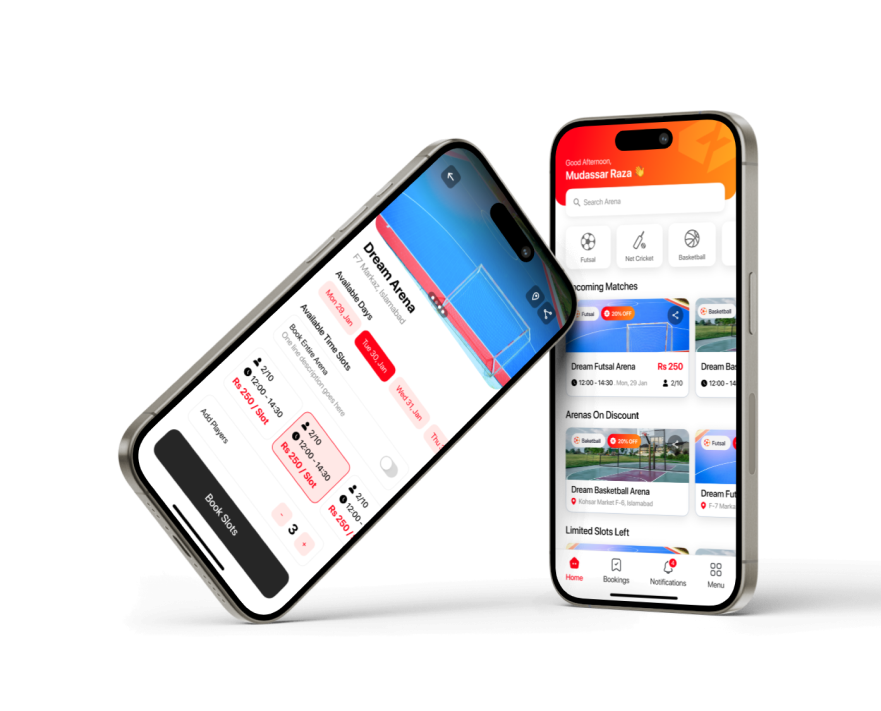 Dream Arena
F7 Markaz, Islamabad
Available Days
Mon 29, Jan
Tue 30, Jan
Wed 31, Jan
Thu
Available Time Slots
Book Entire Arena
One line description goes here
2/10
12:00 - 14:30
Rs 250 / Slot
2/10
12:00 - 14:30
Rs 250 / Slot
2/10
12:00 -
Rs 250 /
Add Players
- 3 +
Book Slots
Good Afternoon,
Mudassar Raza 👋
Search Arena
Futsal
Net Cricket
Basketball
ncoming Matches
Futsal
20% OFF
Basketball
Dream Futsal Arena
Rs 250
12:00 - 14:30 Mon, 29 Jan
2/10
Dream Bas
12:00 - 14
Arenas On Discount
Baketball
20% OFF
Futsal
Dream Basketball Arena
Kohsar Market F-6, Islamabad
Dream Fut
F-7 Marka
Limited Slots Left
Home
Bookings
Notifications
Menu